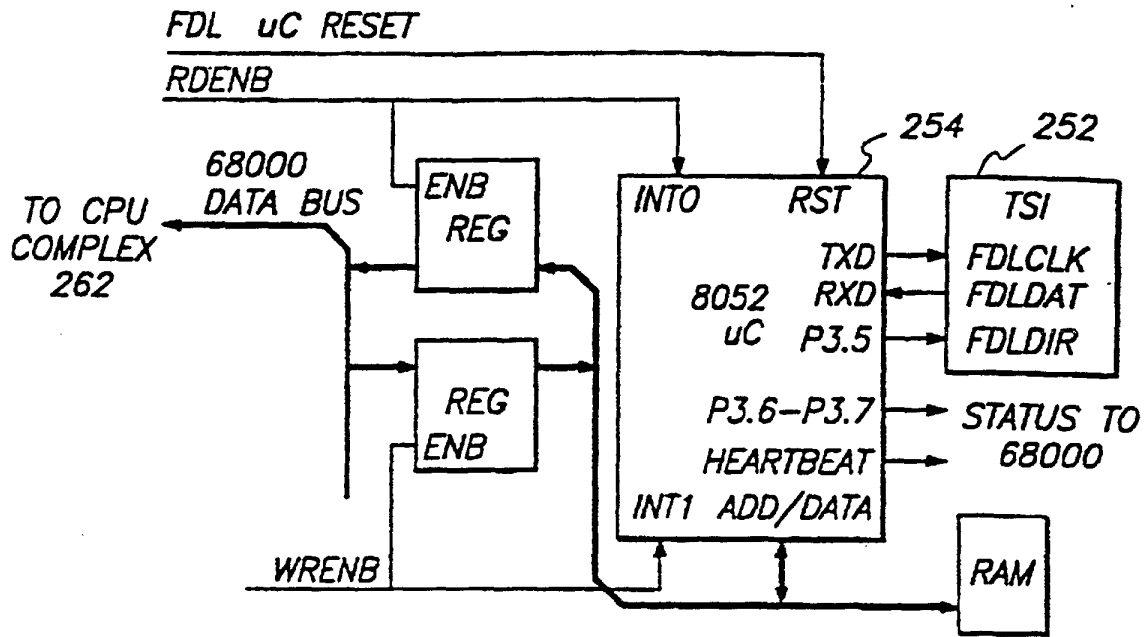 FDL uC RESET
RDENB
254
252
68000
DATA BUS
TO CPU
COMPLEX
262
ENB
REG
INTO
RST
TSI
TXD
FDLCLK
8052
uC
RXD
FDLDAT
P3.5
FDLDIR
REG
ENB
P3.6-P3.7
STATUS TO
68000
HEARTBEAT
INT1 ADD/DATA
WRENB
RAM